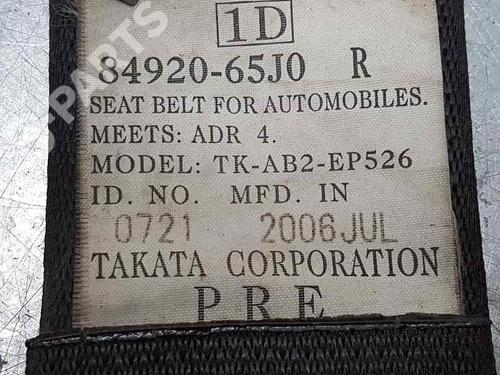 1D
84920-65J0 R
SEAT BELT FOR AUTOMOBILES.
MEETS: ADR 4.
MODEL: TK-AB2-EP526
ID. NO. MFD. IN
0721 2006JUL
TAKATA CORPORATION
PRE